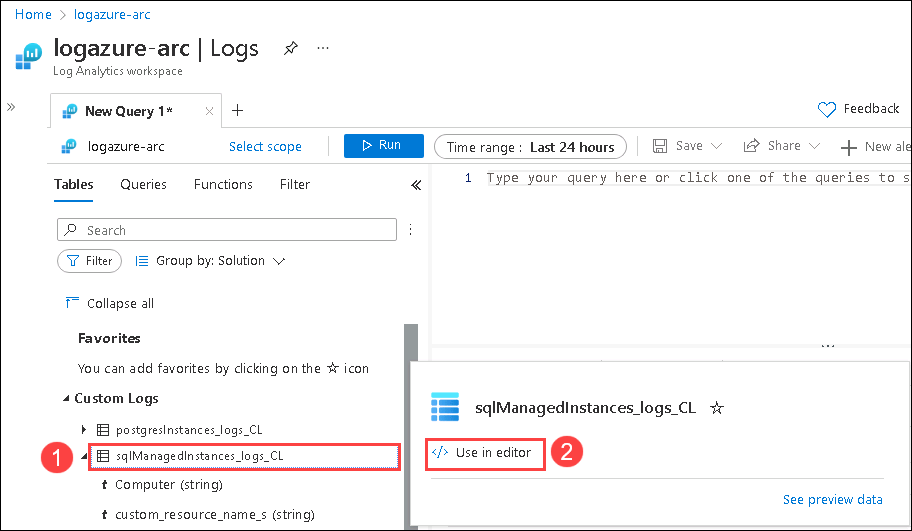 Home > logazure-arc
logazure-arc | Logs ...
Log Analytics workspace
»
New Query 1* × +
Feedback
logazure-arc Select scope Run Time range : Last 24 hours Save Share New ale
Tables Queries Functions Filter «
1 Type your query here or click one of the queries to s
Search
Filter Group by: Solution
Collapse all
Favorites
You can add favorites by clicking on the ☆ icon
Custom Logs
postgresInstances_logs_CL
1 sqlManagedInstances_logs_CL
t Computer (string)
t custom_resource_name_s (string)
...
sqlManagedInstances_logs_CL ☆
</> Use in editor 2
See preview data